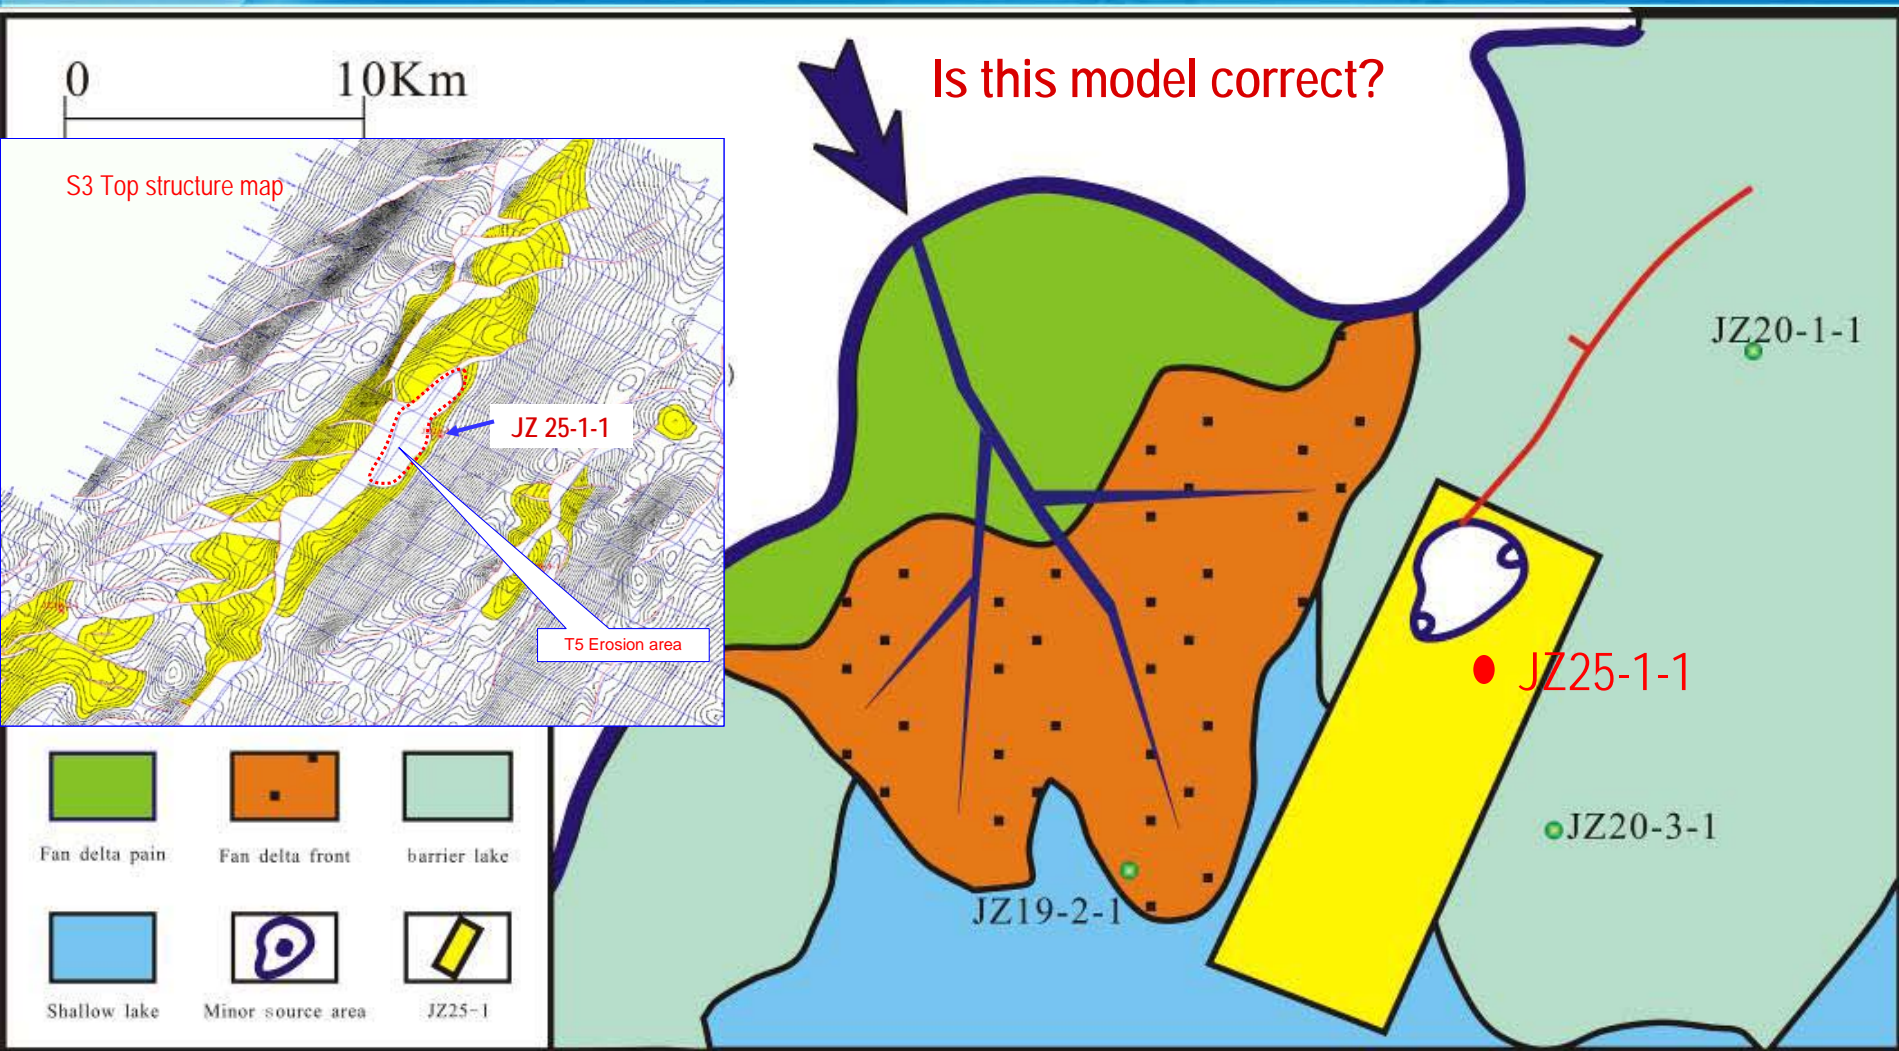 Is this model correct?
0 10Km
S3 Top structure map
JZ 25-1-1
T5 Erosion area
)
JZ20-1-1
JZ25-1-1
JZ20-3-1
JZ19-2-1
Fan delta pain
Fan delta front
barrier lake
Shallow lake
Minor source area
JZ25-1